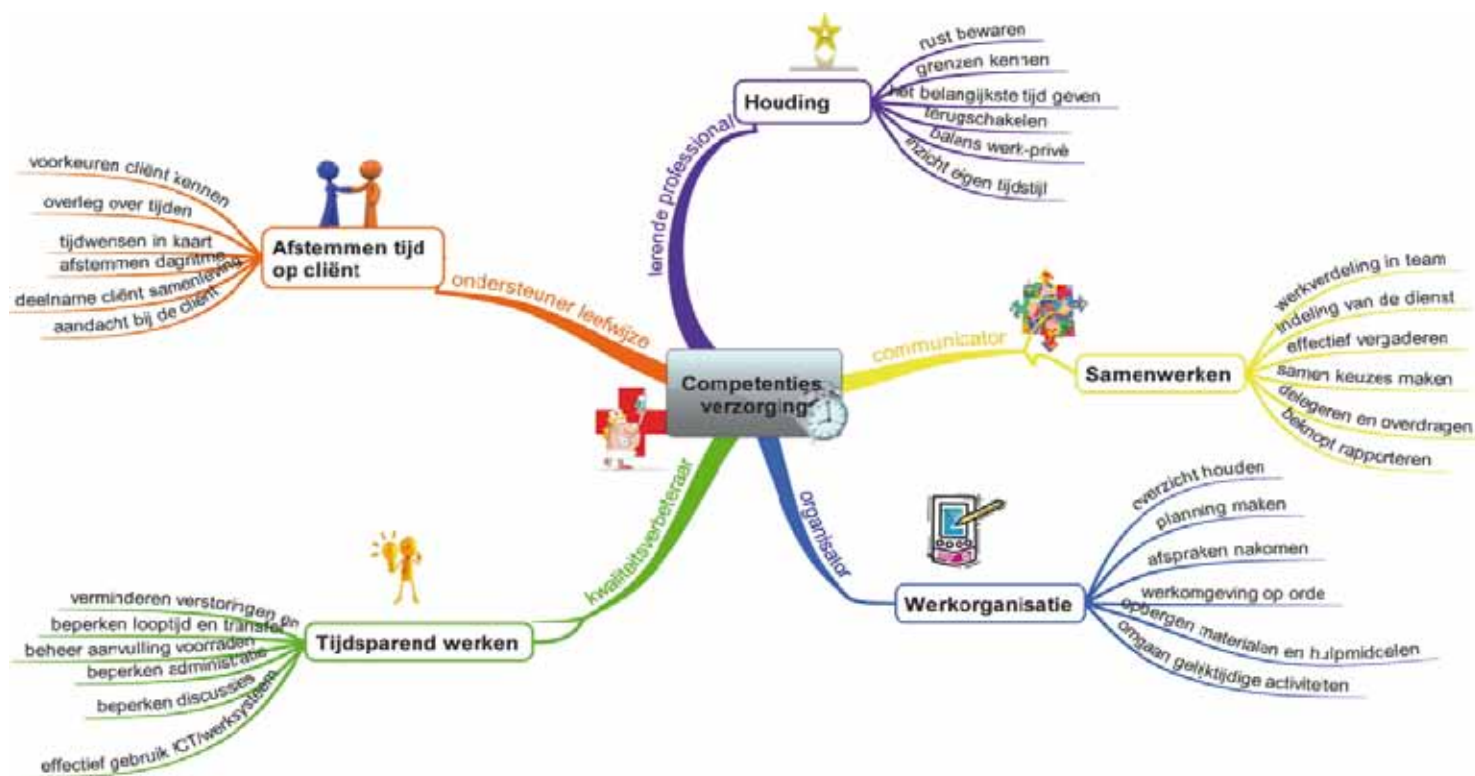 Competenties
verzorging
lerende professional
Houding
rust bewaren
grenzen kennen
het belangijkste tijd geven
terugschakelen
balans werk-privé
inzicht eigen tijdstijl
communicator
Samenwerken
werkverdeling in team
indeling van de dienst
effectief vergaderen
samen keuzes maken
delegeren en overdragen
beknopt rapporteren
organisator
Werkorganisatie
overzicht houden
planning maken
afspraken nakomen
werkomgeving op orde
opbergen materialen en hulpmiddelen
omgaan gelijktijdige activiteiten
kwaliteitsverbeteraar
Tijdsparend werken
verminderen verstoringen en
beperken looptijd en transfer
beheer aanvulling voorraden
beperken administratie
beperken discussies
effectief gebruik ICT/werksysteem
ondersteuner leefwijze
Afstemmen tijd
op cliënt
voorkeuren cliënt kennen
overleg over tijden
tijdwensen in kaart
afstemmen dagritme
deelname cliënt samenleving
aandacht bij de cliënt